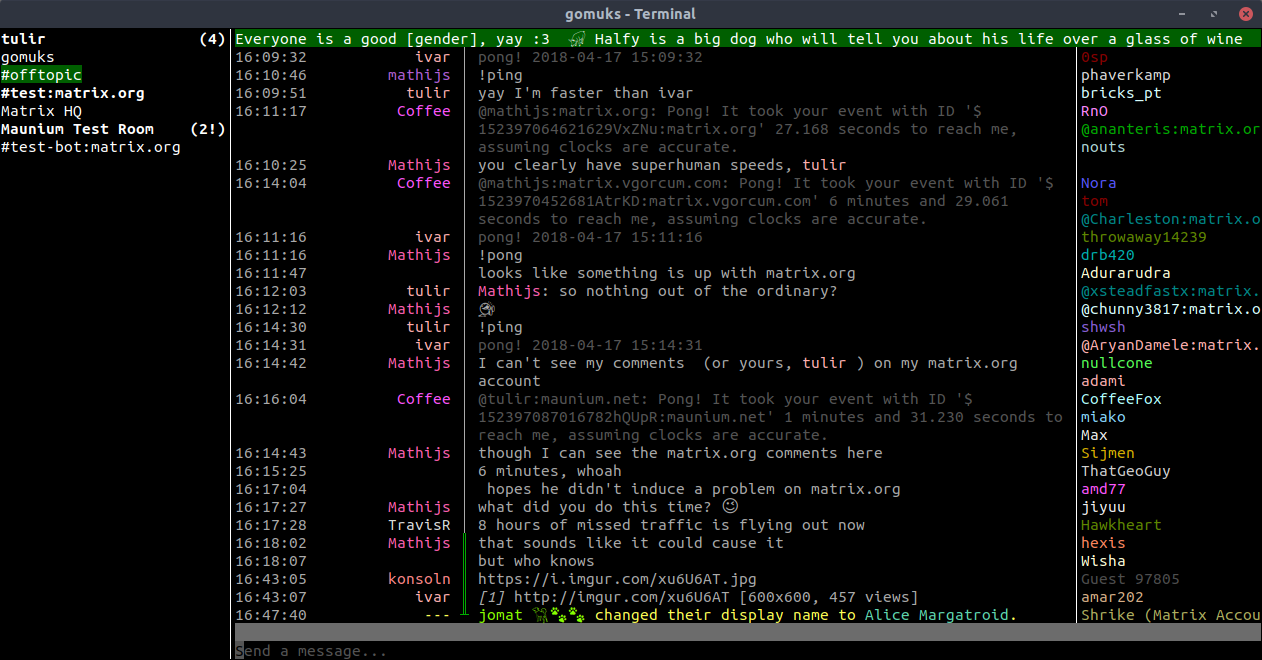 gomuks - Terminal
tulir (4)
gomuks
#offtopic
#test:matrix.org
Matrix HQ
Maunium Test Room (2!)
#test-bot:matrix.org
Everyone is a good [gender], yay :3 Halfy is a big dog who will tell you about his life over a glass of wine
16:09:32 ivar pong! 2018-04-17 15:09:32
16:10:46 mathijs !ping
16:09:51 tulir yay I'm faster than ivar
16:11:17 Coffee @mathijs:matrix.org: Pong! It took your event with ID '$
152397064621629VxZNu:matrix.org' 27.168 seconds to reach me,
assuming clocks are accurate.
16:10:25 Mathijs you clearly have superhuman speeds, tulir
16:14:04 Coffee @mathijs:matrix.vgorcum.com: Pong! It took your event with ID '$
1523970452681AtrKD:matrix.vgorcum.com' 6 minutes and 29.061
seconds to reach me, assuming clocks are accurate.
16:11:16 ivar pong! 2018-04-17 15:11:16
16:11:16 Mathijs !pong
16:11:47 looks like something is up with matrix.org
16:12:03 tulir Mathijs: so nothing out of the ordinary?
16:12:12 Mathijs
16:14:30 tulir !ping
16:14:31 ivar pong! 2018-04-17 15:14:31
16:14:42 Mathijs I can't see my comments (or yours, tulir ) on my matrix.org
account
16:16:04 Coffee @tulir:maunium.net: Pong! It took your event with ID '$
152397087016782hQUpR:maunium.net' 1 minutes and 31.230 seconds to
reach me, assuming clocks are accurate.
16:14:43 Mathijs though I can see the matrix.org comments here
16:15:25 6 minutes, whoah
16:17:04 hopes he didn't induce a problem on matrix.org
16:17:27 Mathijs what did you do this time? 😉
16:17:28 TravisR 8 hours of missed traffic is flying out now
16:18:02 Mathijs that sounds like it could cause it
16:18:07 but who knows
16:43:05 konsoln https://i.imgur.com/xu6U6AT.jpg
16:43:07 ivar [1] http://imgur.com/xu6U6AT [600x600, 457 views]
16:47:40 --- jomat 🐾🐾 changed their display name to Alice Margatroid.
Send a message...
0sp
phaverkamp
bricks_pt
RnO
@ananteris:matrix.or
nouts
Nora
tom
@Charleston:matrix.o
throwaway14239
drb420
Adurarudra
@xsteadfastx:matrix.
@chunny3817:matrix.o
shwsh
@AryanDamele:matrix.
nullcone
adami
CoffeeFox
miako
Max
Sijmen
ThatGeoGuy
amd77
jiyuu
Hawkheart
hexis
Wisha
Guest 97805
amar202
Shrike (Matrix Accou